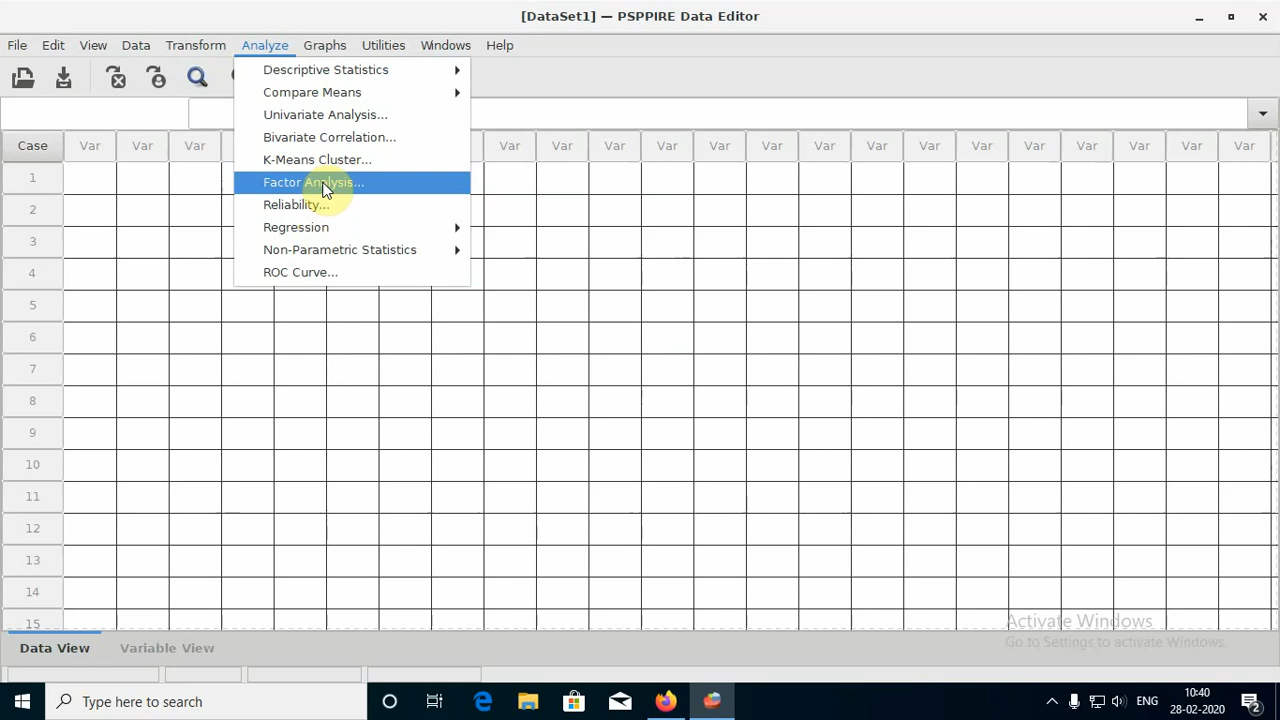 [DataSet1] — PSPPIRE Data Editor
File Edit View Data Transform Analyze Graphs Utilities Windows Help
Descriptive Statistics
Compare Means
Univariate Analysis...
Bivariate Correlation...
K-Means Cluster...
Factor Analysis...
Reliability...
Regression
Non-Parametric Statistics
ROC Curve...
Case Var Var Var Var Var Var Var Var Var Var Var Var Var Var Var Var Var Var
1
2
3
4
5
6
7
8
9
10
11
12
13
14
15
Activate Windows
Go to Settings to activate Windows.
Data View Variable View
Type here to search
ENG
10:40
28-02-2020
2